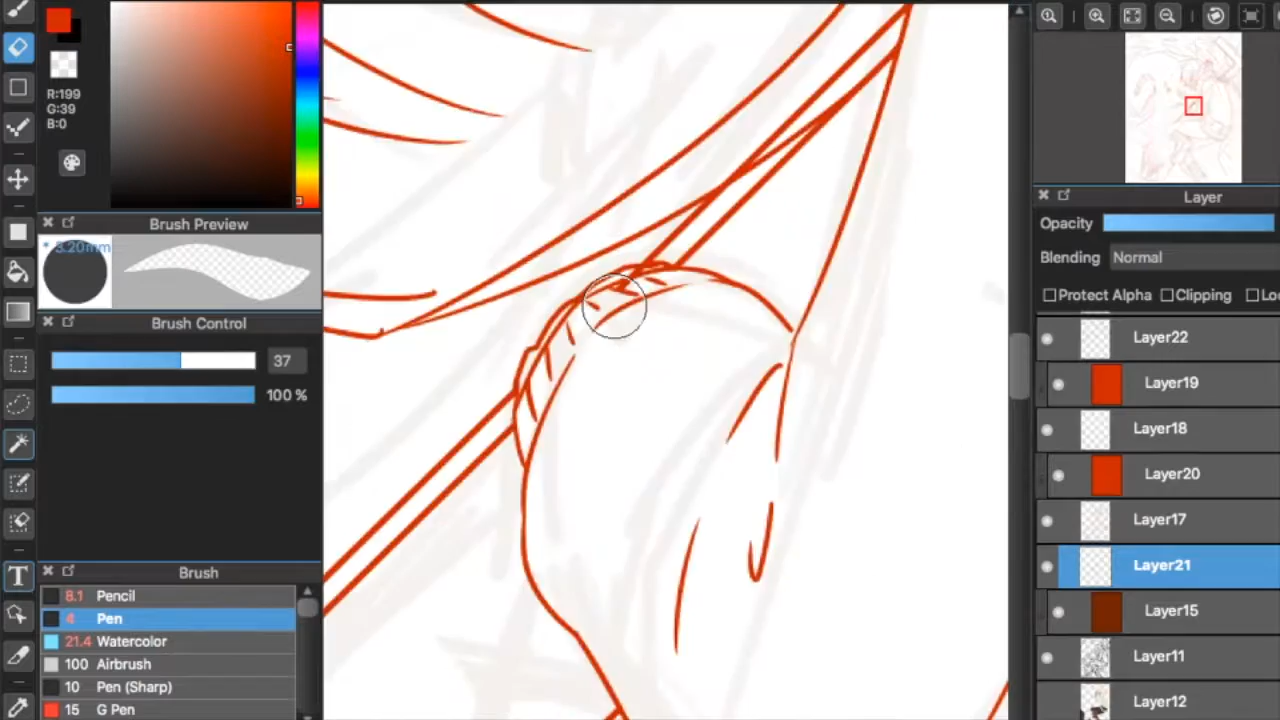 R:199
G:39
B:0
Brush Preview
* 3.20mm
Brush Control
37
100 %
Brush
8.1 Pencil
4 Pen
21.4 Watercolor
100 Airbrush
10 Pen (Sharp)
15 G Pen
T
Layer
Opacity
Blending Normal
Protect Alpha Clipping Lo
Layer22
Layer19
Layer18
Layer20
Layer17
Layer21
Layer15
Layer11
Layer12